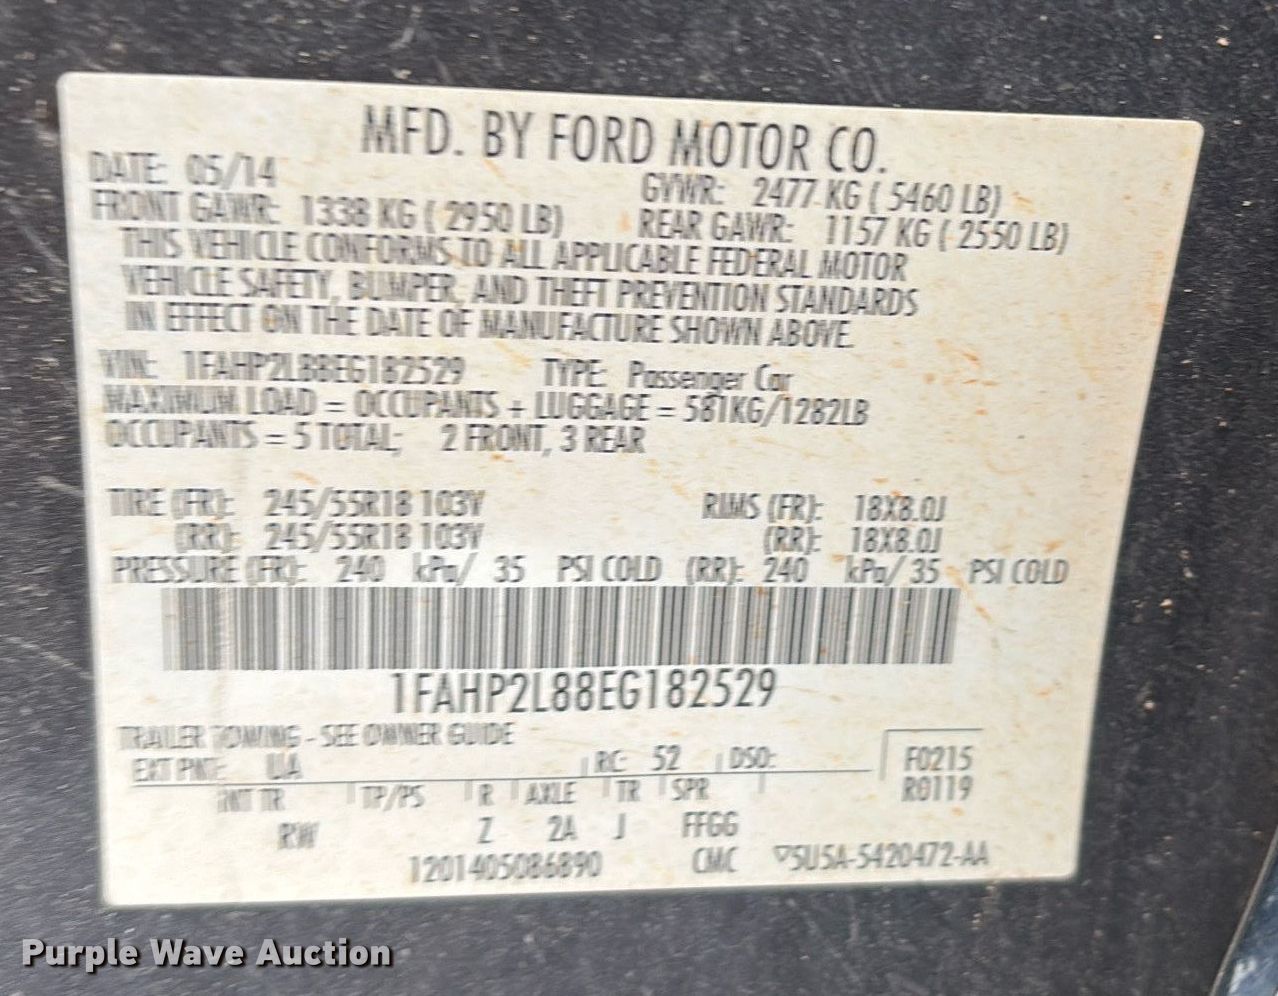 MFD. BY FORD MOTOR CO.
DATE: 05/14 GVWR: 2477 KG ( 5460 LB)
FRONT GAWR: 1338 KG ( 2950 LB) REAR GAWR: 1157 KG ( 2550 LB)
THIS VEHICLE CONFORMS TO ALL APPLICABLE FEDERAL MOTOR
VEHICLE SAFETY, BUMPER, AND THEFT PREVENTION STANDARDS
IN EFFECT ON THE DATE OF MANUFACTURE SHOWN ABOVE.
VIN: 1FAHP2L88EG182529 TYPE: Passenger Car
MAXIMUM LOAD = OCCUPANTS + LUGGAGE = 581KG/1282LB
OCCUPANTS = 5 TOTAL; 2 FRONT, 3 REAR
TIRE (FR): 245/55R18 103V RIMS (FR): 18X8.0J
(RR): 245/55R18 103V (RR): 18X8.0J
PRESSURE (FR): 240 kPa/ 35 PSI COLD (RR): 240 kPa/ 35 PSI COLD
1FAHP2L88EG182529
TRAILER TOWING - SEE OWNER GUIDE
EXT PNT: UA RC: 52 DSO: F0215
INT TR TP/PS R AXLE TR SPR R0119
RW Z 2A J FFGG
1201405086890 CMC ▽5U5A-5420472-AA
Purple Wave Auction